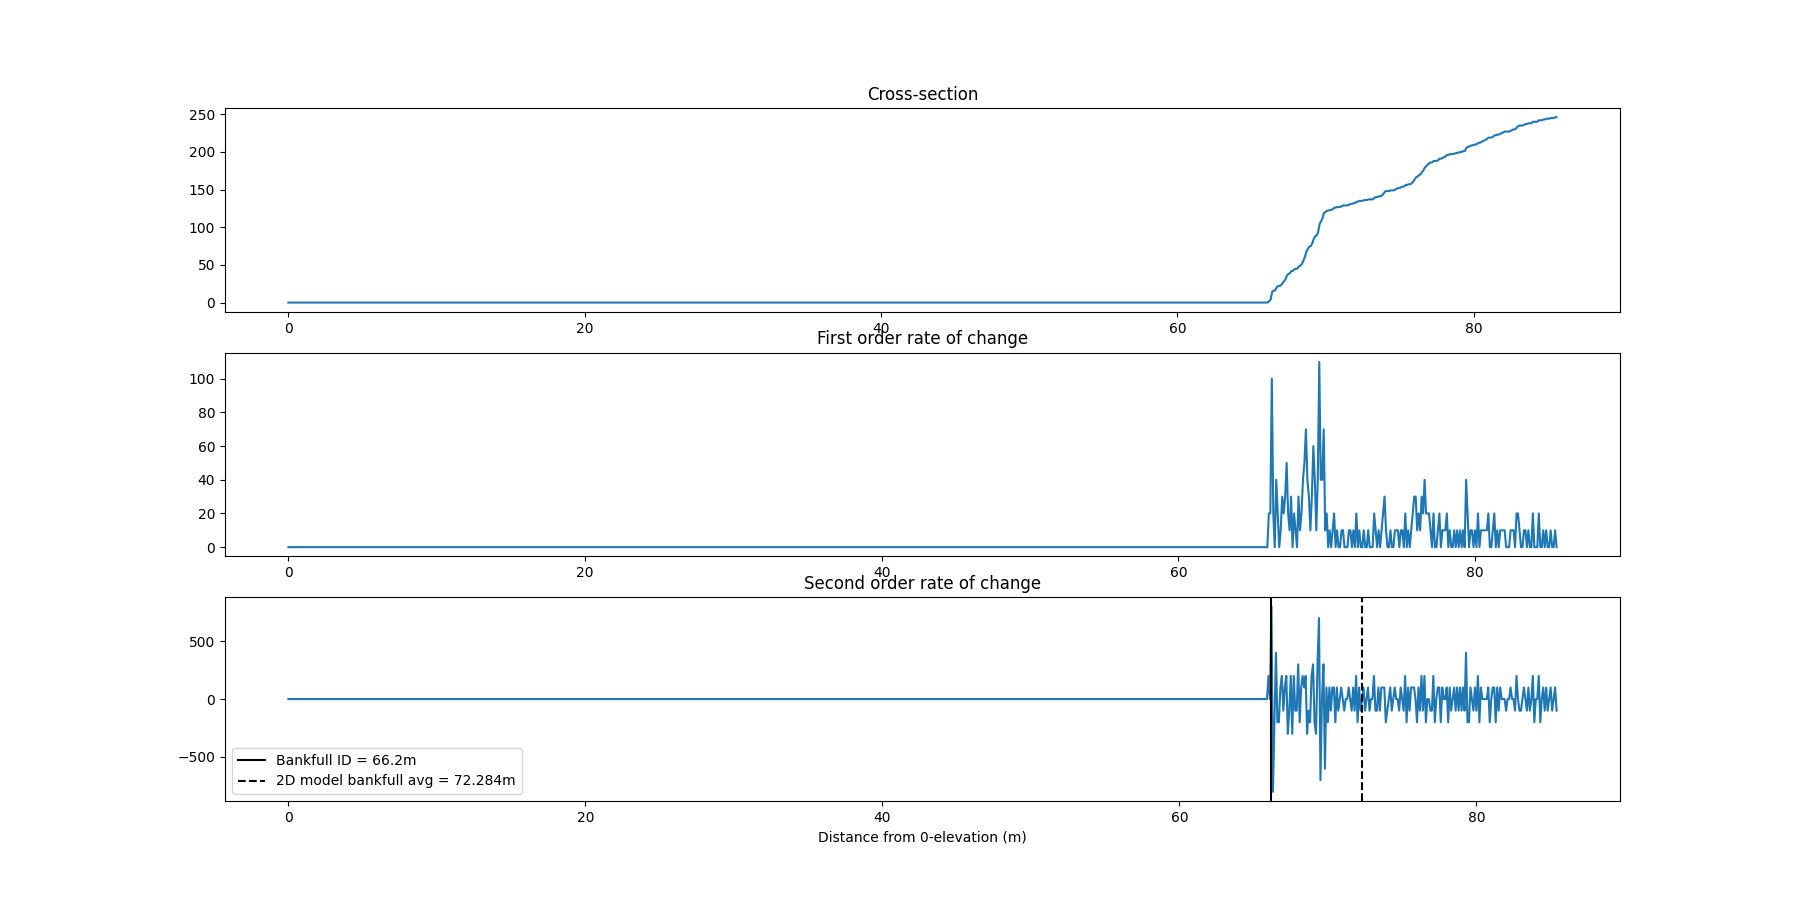 Cross-section
250
200
150
100
50
0
0 20 40 60 80
First order rate of change
100
80
60
40
20
0
0 20 40 60 80
Second order rate of change
500
0
−500
Bankfull ID = 66.2m
2D model bankfull avg = 72.284m
0 20 40 60 80
Distance from 0-elevation (m)